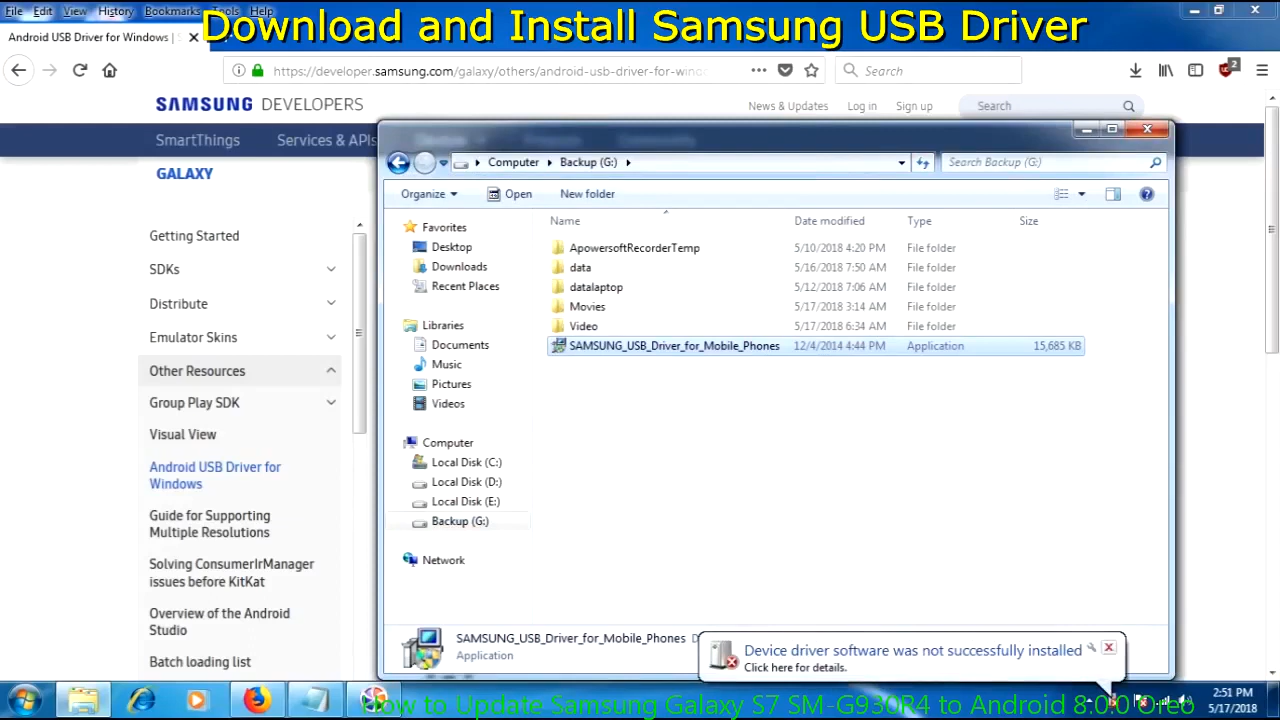 Download and Install Samsung USB Driver
File Edit View History Bookmarks Tools Help
Android USB Driver for Windows |
https://developer.samsung.com/galaxy/others/android-usb-driver-for-windo
Search
2
SAMSUNG DEVELOPERS
News & Updates Log in Sign up Search
SmartThings Services & APIs
GALAXY
Getting Started
SDKs
Distribute
Emulator Skins
Other Resources
Group Play SDK
Visual View
Android USB Driver for
Windows
Guide for Supporting
Multiple Resolutions
Solving ConsumerIrManager
issues before KitKat
Overview of the Android
Studio
Batch loading list
Computer Backup (G:) Search Backup (G:)
Organize Open New folder
Favorites
Desktop
Downloads
Recent Places
Libraries
Documents
Music
Pictures
Videos
Computer
Local Disk (C:)
Local Disk (D:)
Local Disk (E:)
Backup (G:)
Network
Name Date modified Type Size
ApowersoftRecorderTemp 5/10/2018 4:20 PM File folder
data 5/16/2018 7:50 AM File folder
datalaptop 5/12/2018 7:06 AM File folder
Movies 5/17/2018 3:14 AM File folder
Video 5/17/2018 6:34 AM File folder
SAMSUNG_USB_Driver_for_Mobile_Phones 12/4/2014 4:44 PM Application 15,685 KB
SAMSUNG_USB_Driver_for_Mobile_Phones
Application
Device driver software was not successfully installed
Click here for details.
2:51 PM
5/17/2018
How to Update Samsung Galaxy S7 SM-G930R4 to Android 8.0.0 Oreo